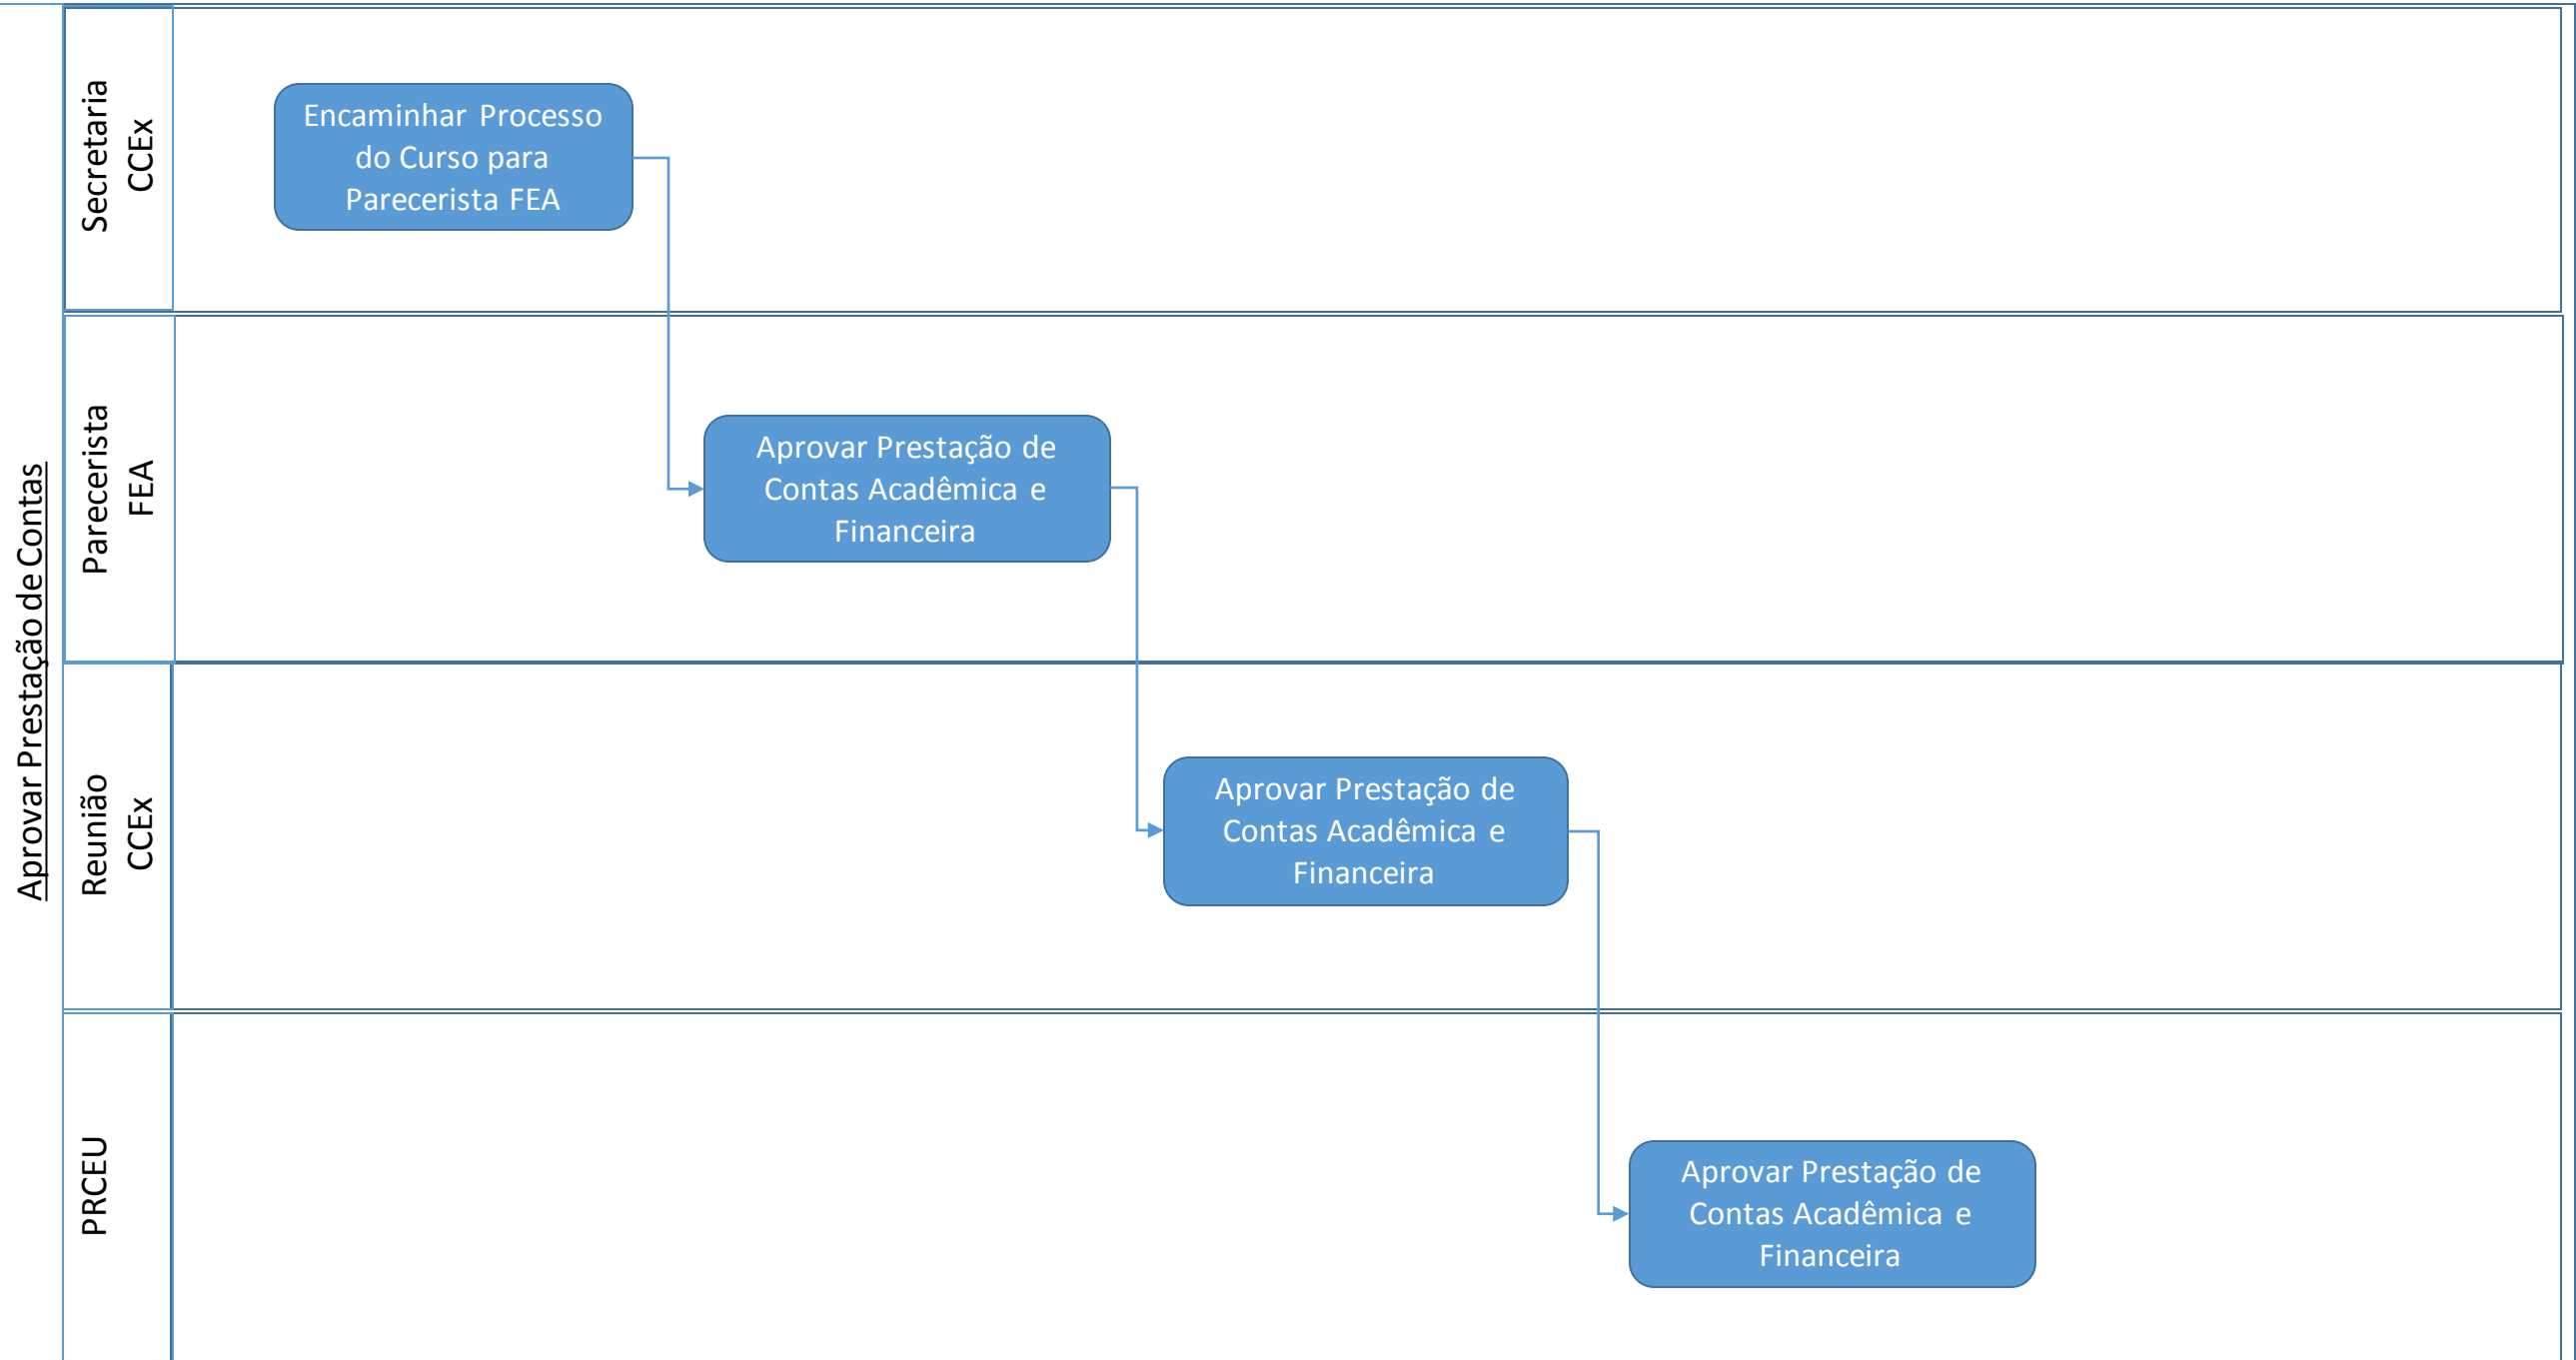 Aprovar Prestação de Contas
Secretaria
CCEx
Encaminhar Processo
do Curso para
Parecerista FEA
Parecerista
FEA
Aprovar Prestação de
Contas Acadêmica e
Financeira
Reunião
CCEx
Aprovar Prestação de
Contas Acadêmica e
Financeira
PRCEU
Aprovar Prestação de
Contas Acadêmica e
Financeira